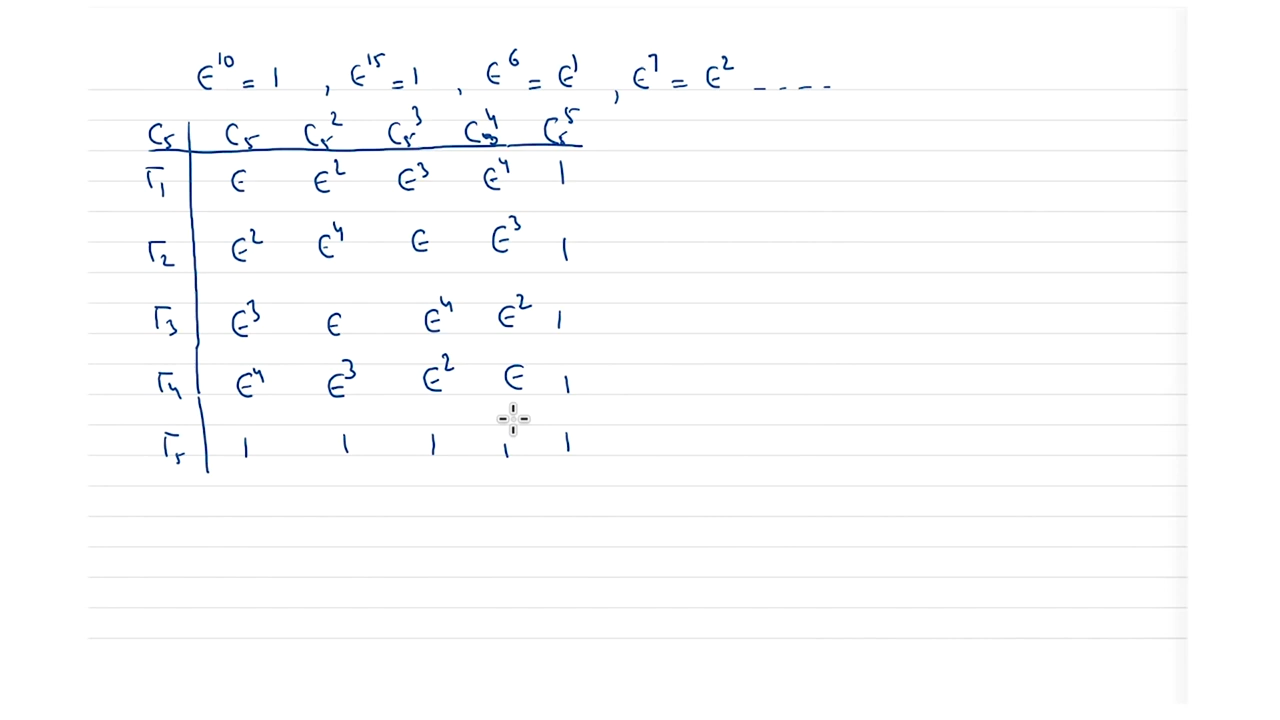 ϵ¹⁰ = 1 , ϵ¹⁵ = 1 , ϵ⁶ = ϵ¹ , ϵ⁷ = ϵ² ----
C₅ | C₅ C₅² C₅³ C₅⁴ C₅⁵
Γ₁ | ϵ ϵ² ϵ³ ϵ⁴ 1
Γ₂ | ϵ² ϵ⁴ ϵ ϵ³ 1
Γ₃ | ϵ³ ϵ ϵ⁴ ϵ² 1
Γ₄ | ϵ⁴ ϵ³ ϵ² ϵ 1
Γ₅ | 1 1 1 1 1